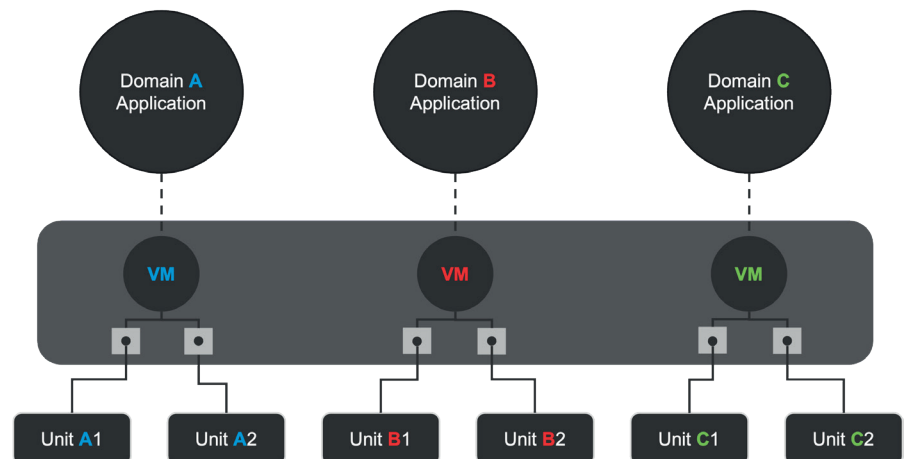 Domain A
Application
Domain B
Application
Domain C
Application
VM
VM
VM
Unit A1
Unit A2
Unit B1
Unit B2
Unit C1
Unit C2